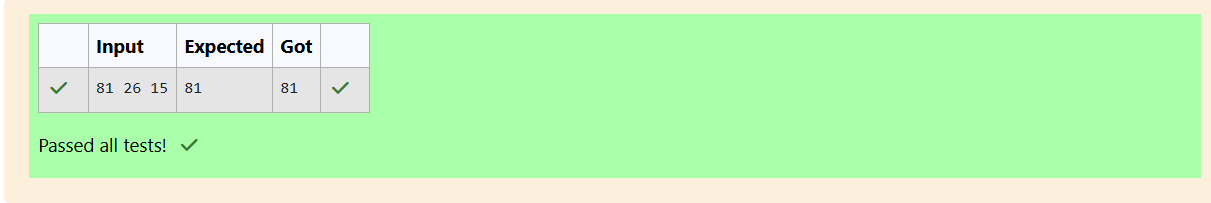 Input Expected Got
81 26 15 81 81
Passed all tests!